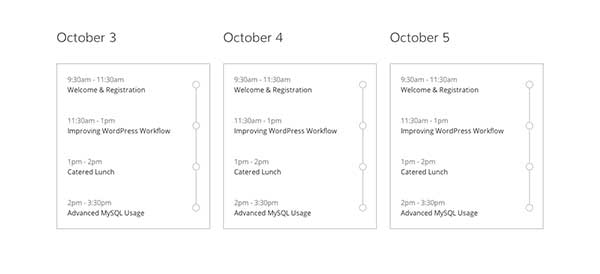 October 3
9:30am - 11:30am
Welcome & Registration
11:30am - 1pm
Improving WordPress Workflow
1pm - 2pm
Catered Lunch
2pm - 3:30pm
Advanced MySQL Usage
October 4
9:30am - 11:30am
Welcome & Registration
11:30am - 1pm
Improving WordPress Workflow
1pm - 2pm
Catered Lunch
2pm - 3:30pm
Advanced MySQL Usage
October 5
9:30am - 11:30am
Welcome & Registration
11:30am - 1pm
Improving WordPress Workflow
1pm - 2pm
Catered Lunch
2pm - 3:30pm
Advanced MySQL Usage